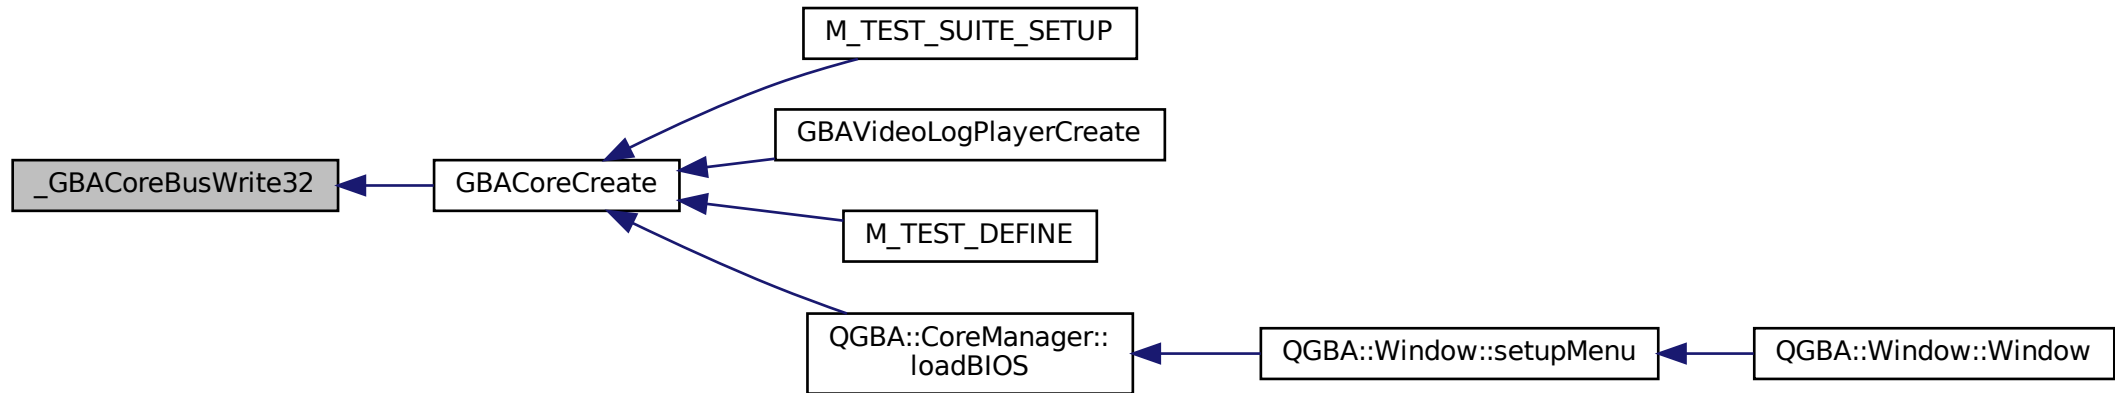 M_TEST_SUITE_SETUP
GBAVideoLogPlayerCreate
_GBACoreBusWrite32
GBACoreCreate
M_TEST_DEFINE
QGBA::CoreManager::
loadBIOS
QGBA::Window::setupMenu
QGBA::Window::Window